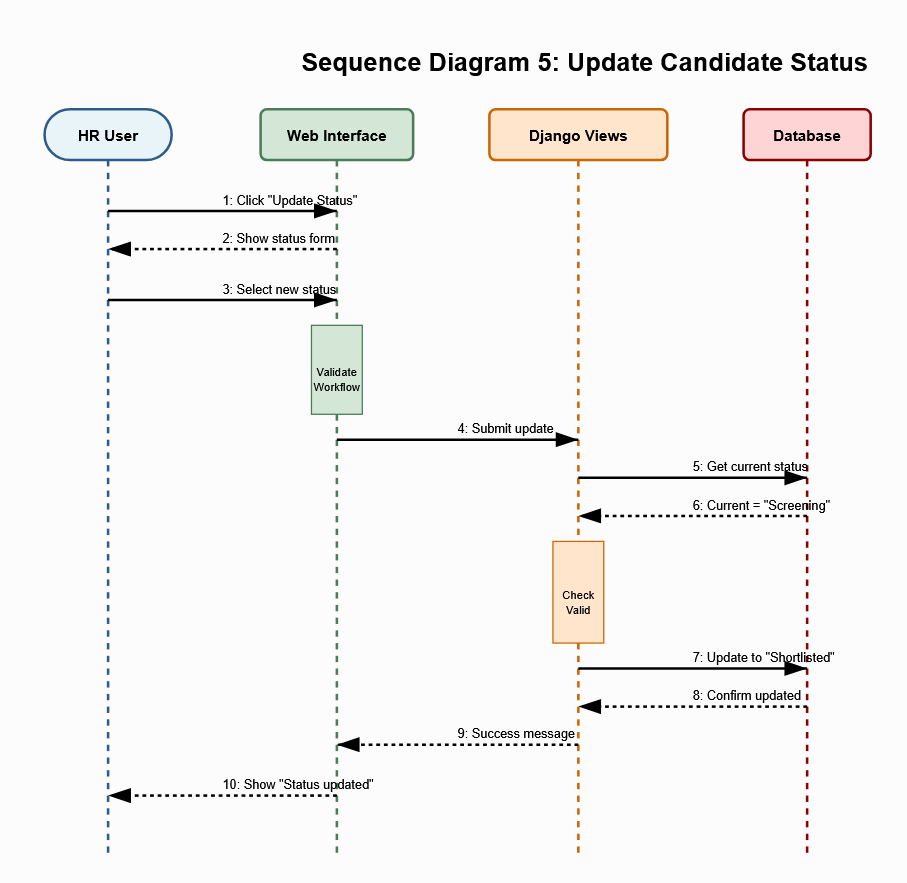 Sequence Diagram 5: Update Candidate Status
HR User
Web Interface
Django Views
Database
1: Click "Update Status"
2: Show status form
3: Select new status
Validate
Workflow
4: Submit update
5: Get current status
6: Current = "Screening"
Check
Valid
7: Update to "Shortlisted"
8: Confirm updated
9: Success message
10: Show "Status updated"